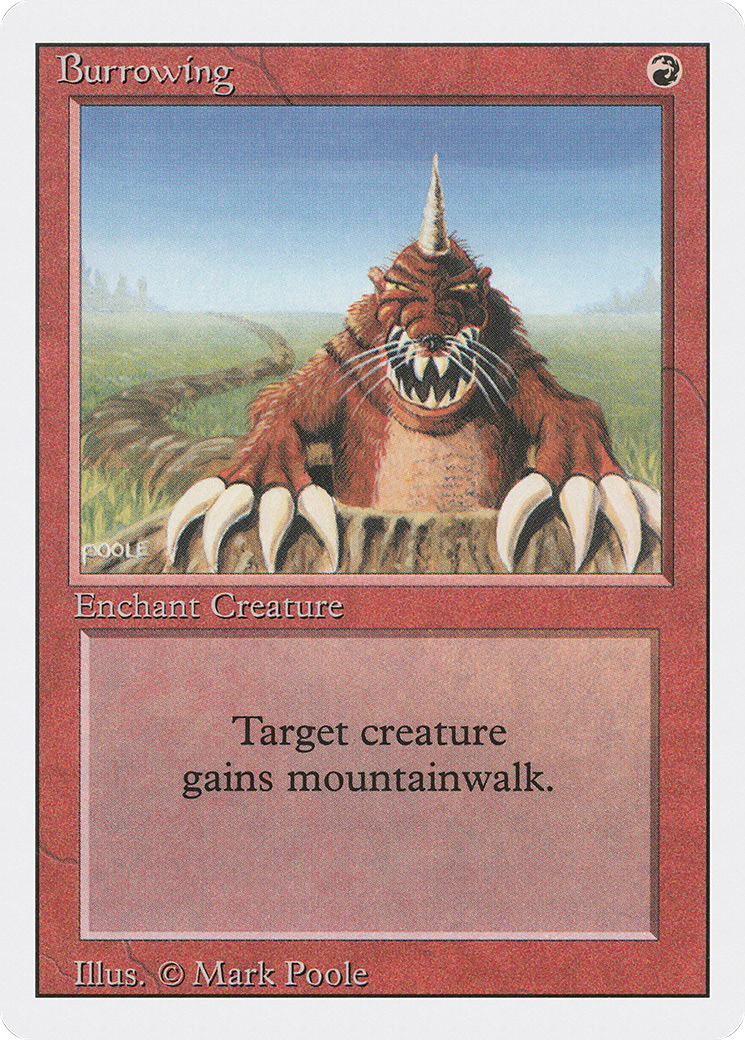 Burrowing
POOLE
Enchant Creature
Target creature
gains mountainwalk.
Illus. © Mark Poole